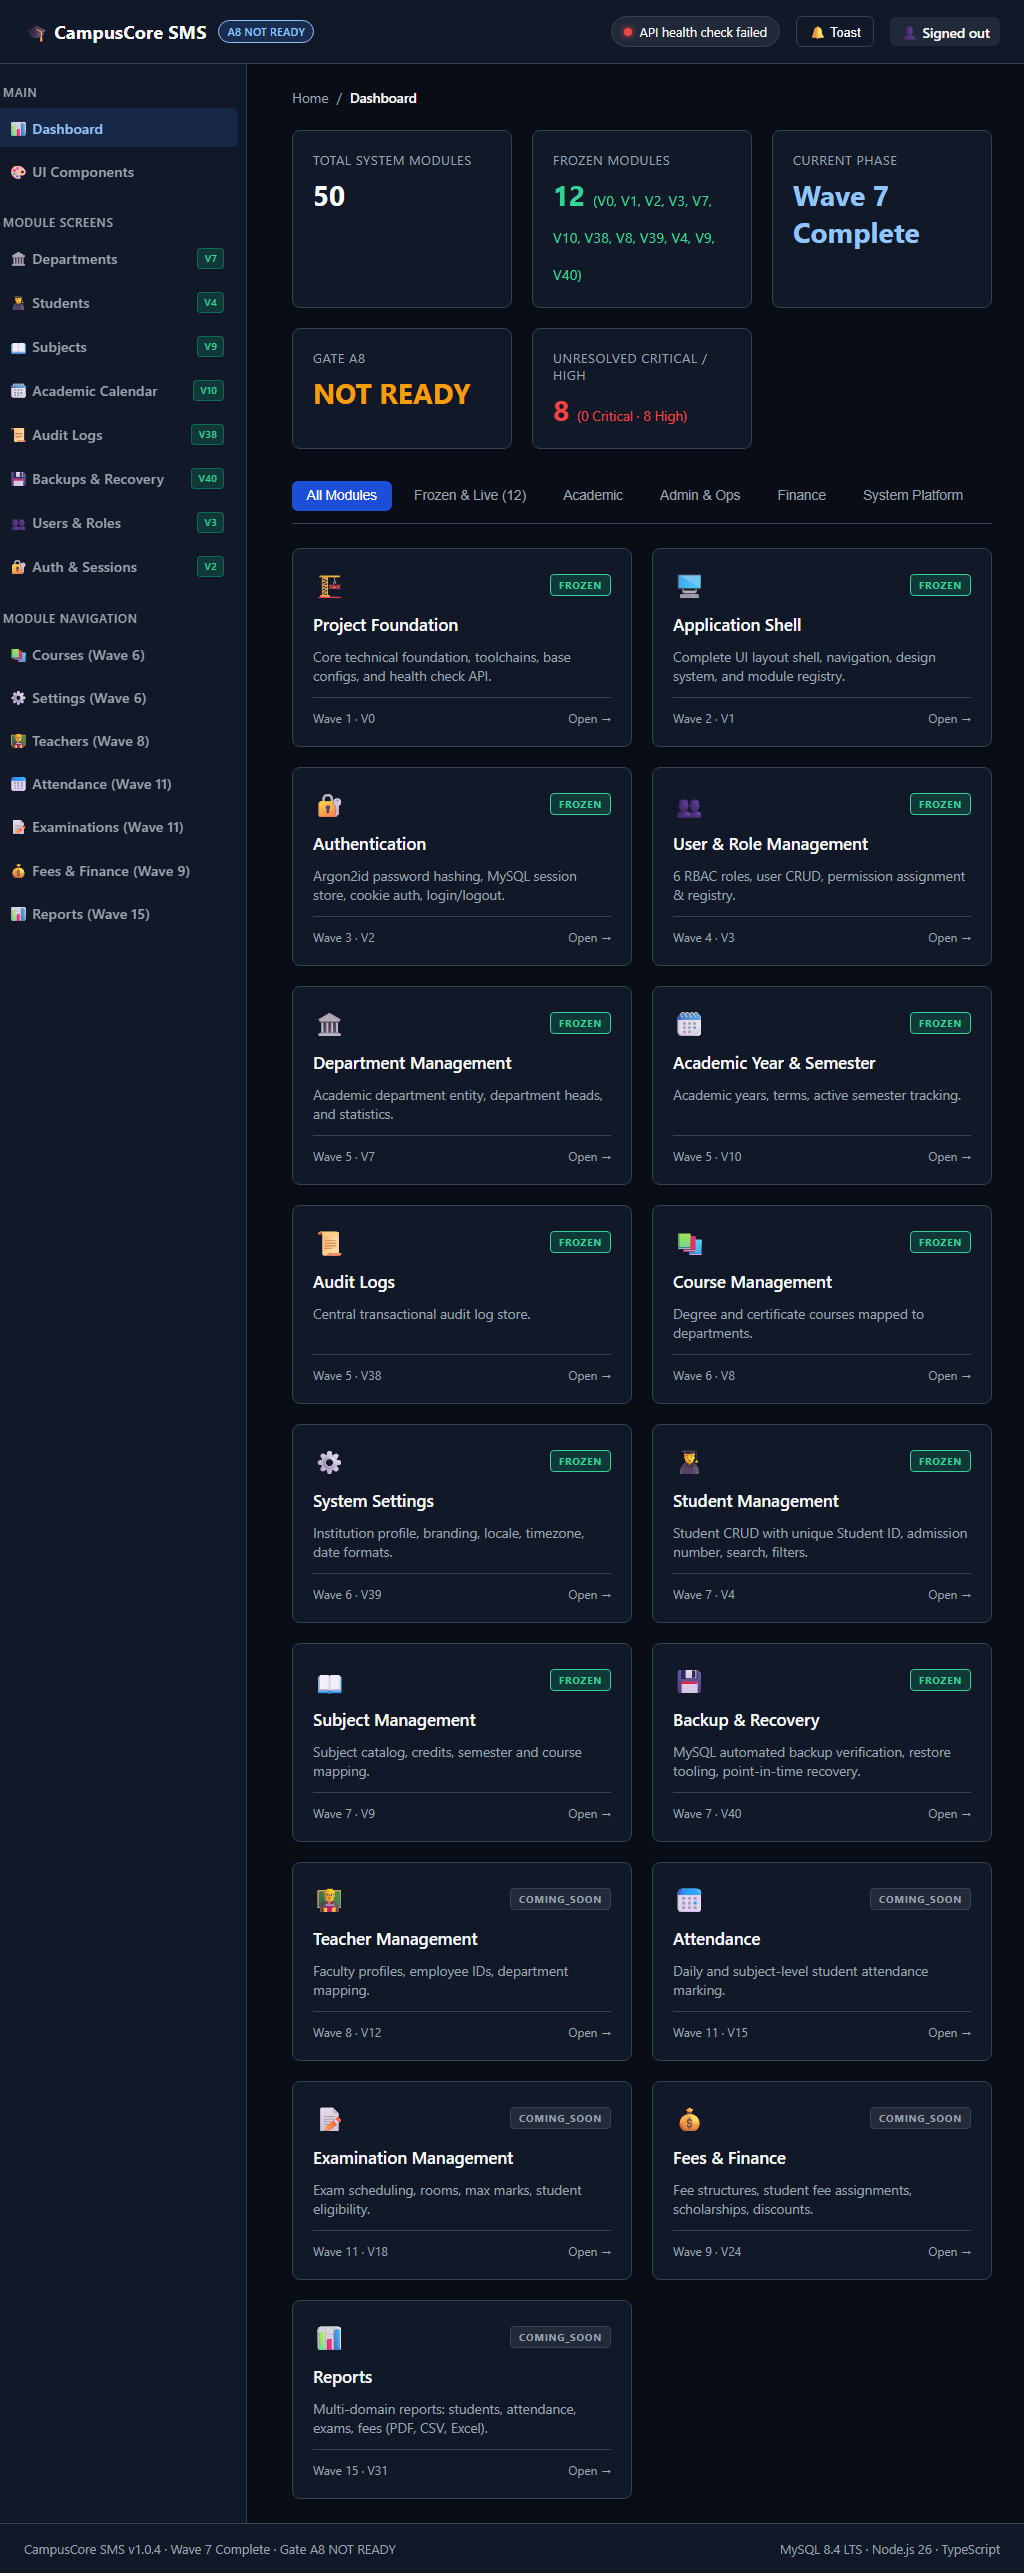 CampusCore SMS
A8 NOT READY
API health check failed
Toast
Signed out
MAIN
Dashboard
UI Components
MODULE SCREENS
Departments V7
Students V4
Subjects V9
Academic Calendar V10
Audit Logs V38
Backups & Recovery V40
Users & Roles V3
Auth & Sessions V2
MODULE NAVIGATION
Courses (Wave 6)
Settings (Wave 6)
Teachers (Wave 8)
Attendance (Wave 11)
Examinations (Wave 11)
Fees & Finance (Wave 9)
Reports (Wave 15)
Home / Dashboard
TOTAL SYSTEM MODULES
50
FROZEN MODULES
12 (V0, V1, V2, V3, V7,
V10, V38, V8, V39, V4, V9,
V40)
CURRENT PHASE
Wave 7
Complete
GATE A8
NOT READY
UNRESOLVED CRITICAL /
HIGH
8 (0 Critical · 8 High)
All Modules
Frozen & Live (12)
Academic
Admin & Ops
Finance
System Platform
FROZEN
Project Foundation
Core technical foundation, toolchains, base
configs, and health check API.
Wave 1 · V0
Open →
FROZEN
Application Shell
Complete UI layout shell, navigation, design
system, and module registry.
Wave 2 · V1
Open →
FROZEN
Authentication
Argon2id password hashing, MySQL session
store, cookie auth, login/logout.
Wave 3 · V2
Open →
FROZEN
User & Role Management
6 RBAC roles, user CRUD, permission assignment
& registry.
Wave 4 · V3
Open →
FROZEN
Department Management
Academic department entity, department heads,
and statistics.
Wave 5 · V7
Open →
FROZEN
Academic Year & Semester
Academic years, terms, active semester tracking.
Wave 5 · V10
Open →
FROZEN
Audit Logs
Central transactional audit log store.
Wave 5 · V38
Open →
FROZEN
Course Management
Degree and certificate courses mapped to
departments.
Wave 6 · V8
Open →
FROZEN
System Settings
Institution profile, branding, locale, timezone,
date formats.
Wave 6 · V39
Open →
FROZEN
Student Management
Student CRUD with unique Student ID, admission
number, search, filters.
Wave 7 · V4
Open →
FROZEN
Subject Management
Subject catalog, credits, semester and course
mapping.
Wave 7 · V9
Open →
FROZEN
Backup & Recovery
MySQL automated backup verification, restore
tooling, point-in-time recovery.
Wave 7 · V40
Open →
COMING_SOON
Teacher Management
Faculty profiles, employee IDs, department
mapping.
Wave 8 · V12
Open →
COMING_SOON
Attendance
Daily and subject-level student attendance
marking.
Wave 11 · V15
Open →
COMING_SOON
Examination Management
Exam scheduling, rooms, max marks, student
eligibility.
Wave 11 · V18
Open →
COMING_SOON
Fees & Finance
Fee structures, student fee assignments,
scholarships, discounts.
Wave 9 · V24
Open →
COMING_SOON
Reports
Multi-domain reports: students, attendance,
exams, fees (PDF, CSV, Excel).
Wave 15 · V31
Open →
CampusCore SMS v1.0.4 · Wave 7 Complete · Gate A8 NOT READY
MySQL 8.4 LTS · Node.js 26 · TypeScript